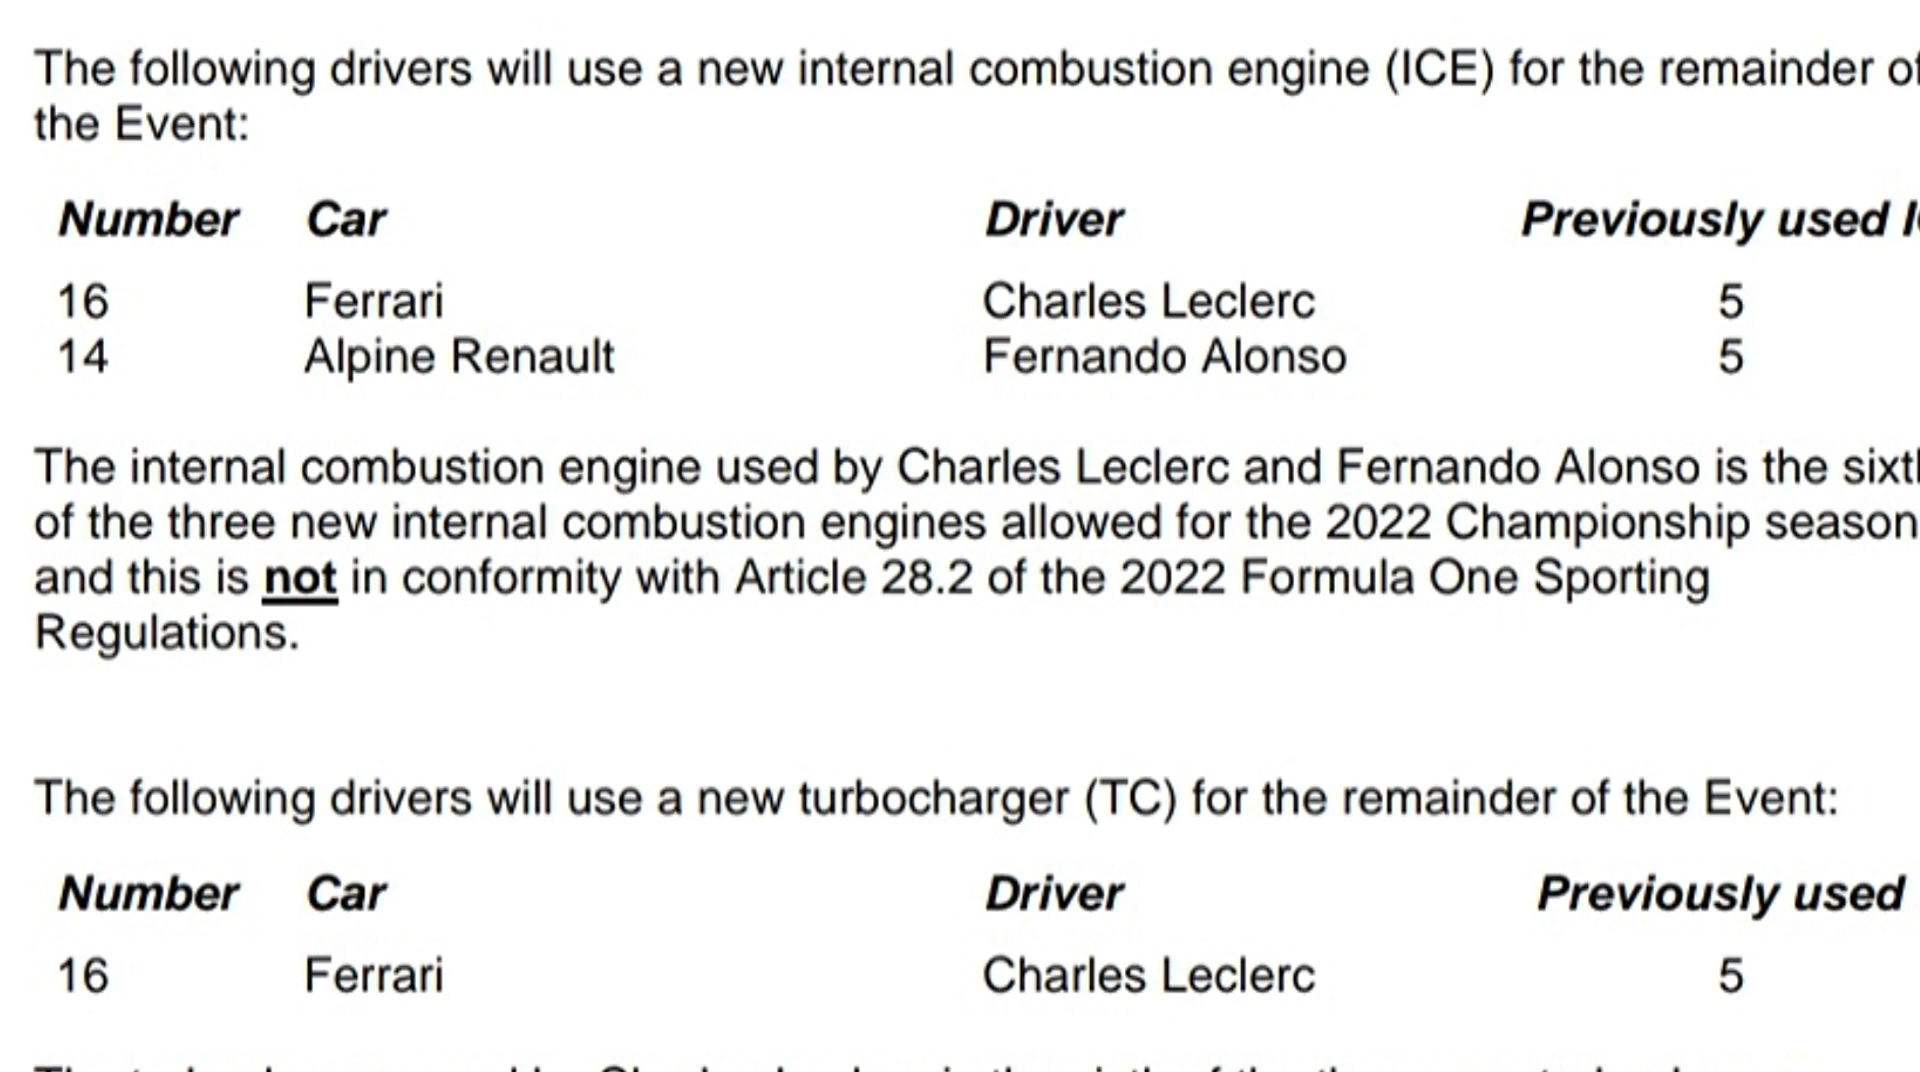 The following drivers will use a new internal combustion engine (ICE) for the remainder of
the Event:
Number Car Driver Previously used
16 Ferrari Charles Leclerc 5
14 Alpine Renault Fernando Alonso 5
The internal combustion engine used by Charles Leclerc and Fernando Alonso is the sixth
of the three new internal combustion engines allowed for the 2022 Championship season
and this is not in conformity with Article 28.2 of the 2022 Formula One Sporting
Regulations.
The following drivers will use a new turbocharger (TC) for the remainder of the Event:
Number Car Driver Previously used
16 Ferrari Charles Leclerc 5